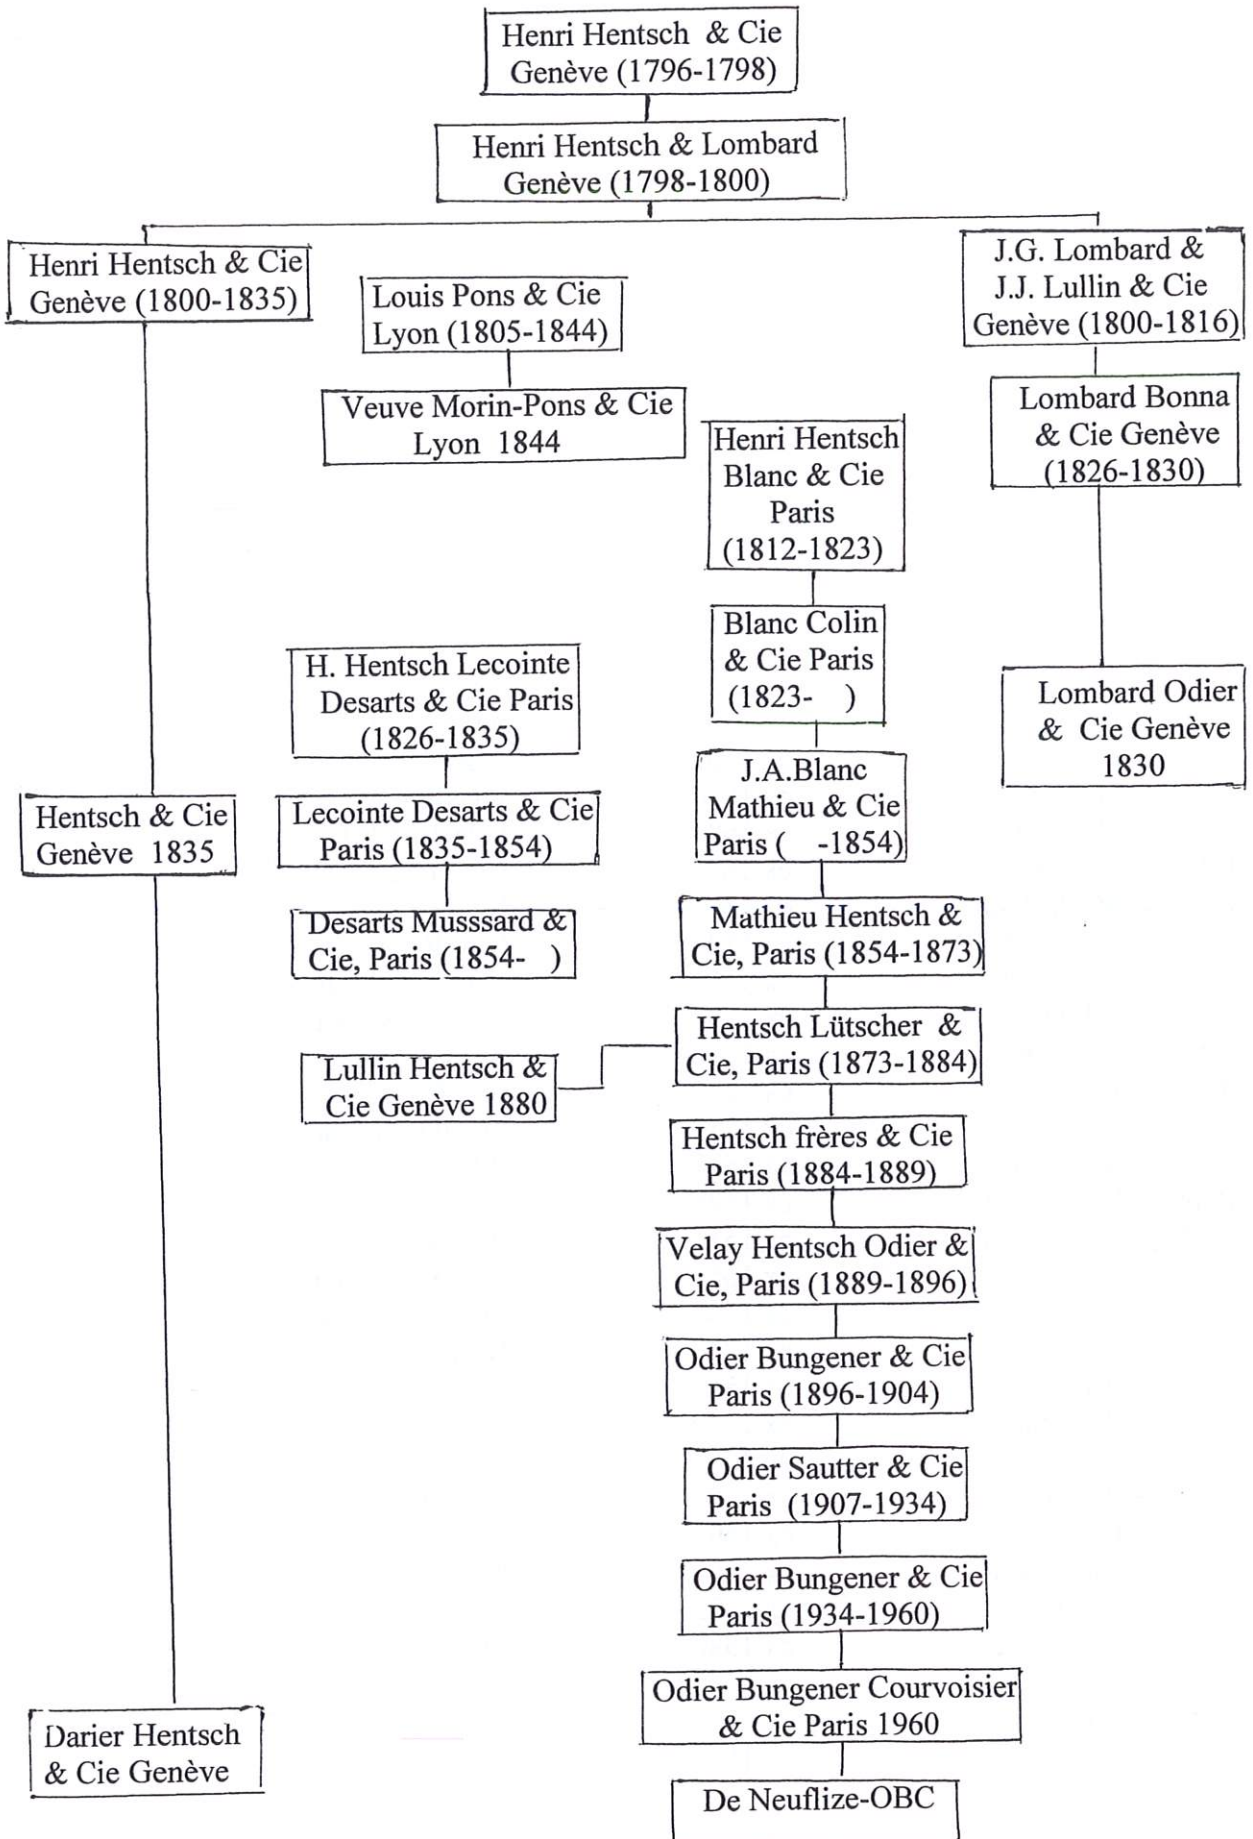 Henri Hentsch & Cie
Genève (1796-1798)
Henri Hentsch & Lombard
Genève (1798-1800)
Henri Hentsch & Cie
Genève (1800-1835)
Louis Pons & Cie
Lyon (1805-1844)
Veuve Morin-Pons & Cie
Lyon 1844
J.G. Lombard &
J.J. Lullin & Cie
Genève (1800-1816)
Lombard Bonna
& Cie Genève
(1826-1830)
Henri Hentsch
Blanc & Cie
Paris
(1812-1823)
Blanc Colin
& Cie Paris
(1823- )
H. Hentsch Lecointe
Desarts & Cie Paris
(1826-1835)
Lombard Odier
& Cie Genève
1830
Hentsch & Cie
Genève 1835
Lecointe Desarts & Cie
Paris (1835-1854)
J.A.Blanc
Mathieu & Cie
Paris ( -1854)
Desarts Musssard &
Cie, Paris (1854- )
Mathieu Hentsch &
Cie, Paris (1854-1873)
Hentsch Lütscher &
Cie, Paris (1873-1884)
Lullin Hentsch &
Cie Genève 1880
Hentsch frères & Cie
Paris (1884-1889)
Velay Hentsch Odier &
Cie, Paris (1889-1896)
Odier Bungener & Cie
Paris (1896-1904)
Odier Sautter & Cie
Paris (1907-1934)
Odier Bungener & Cie
Paris (1934-1960)
Odier Bungener Courvoisier
& Cie Paris 1960
Darier Hentsch
& Cie Genève
De Neuflize-OBC